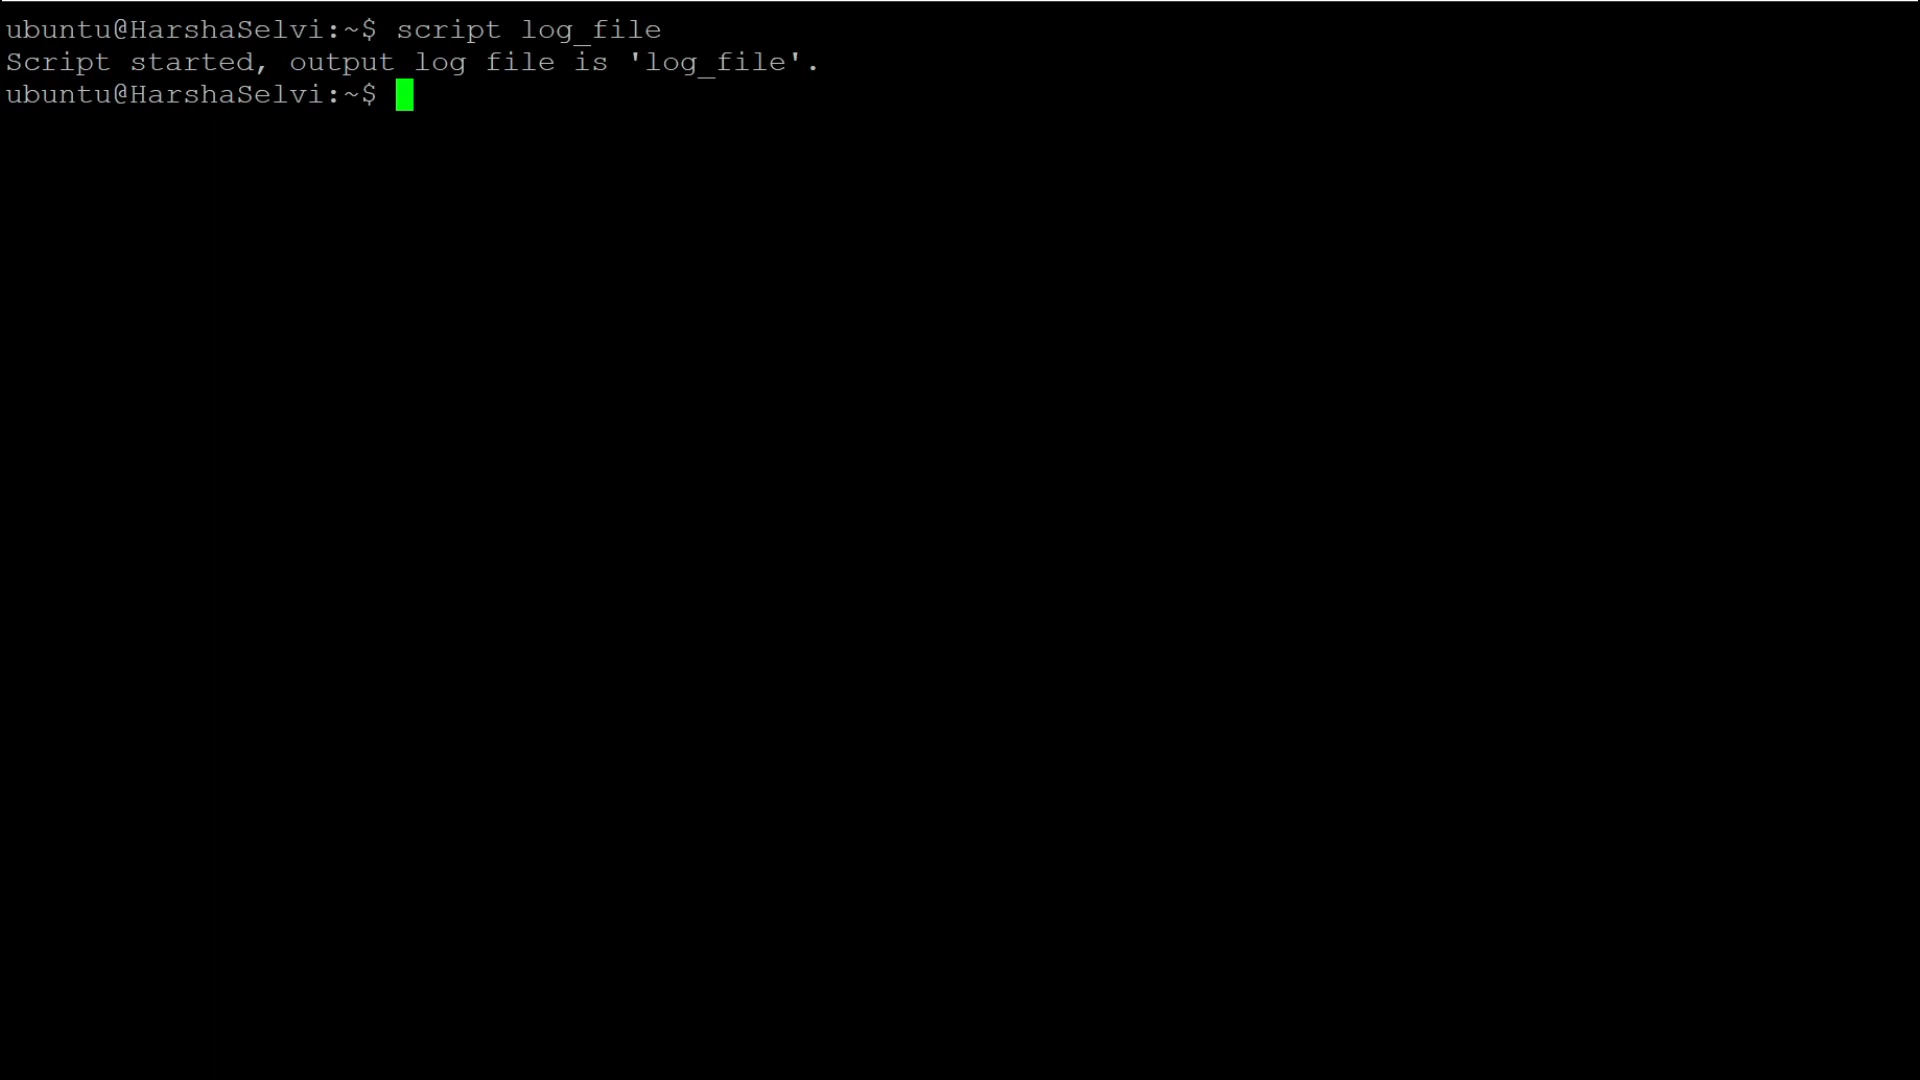 ubuntu@HarshaSelvi:~$ script log_file
Script started, output log file is 'log_file'.
ubuntu@HarshaSelvi:~$